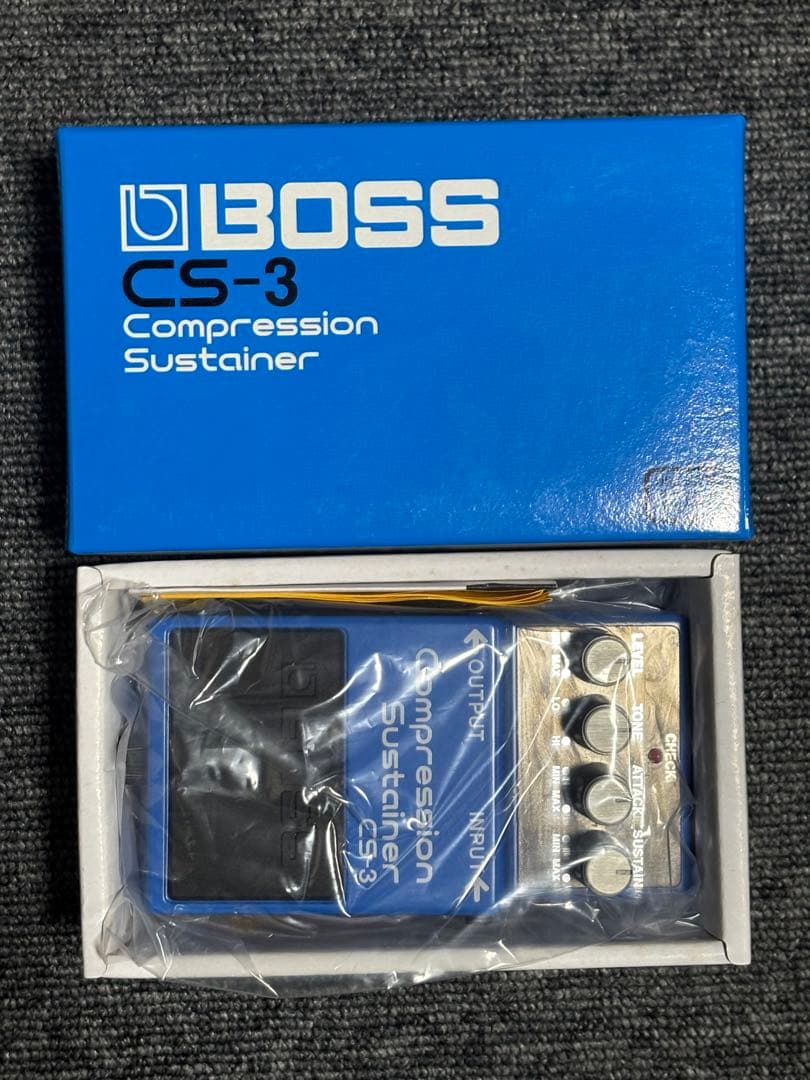 BOSS
CS-3
Compression
Sustainer
LEVEL
TONE
ATTACK
SUSTAIN
CHECK
LO
MIN MAX
MIN MAX
OUTPUT
INPUT
Compression
Sustainer
CS-3